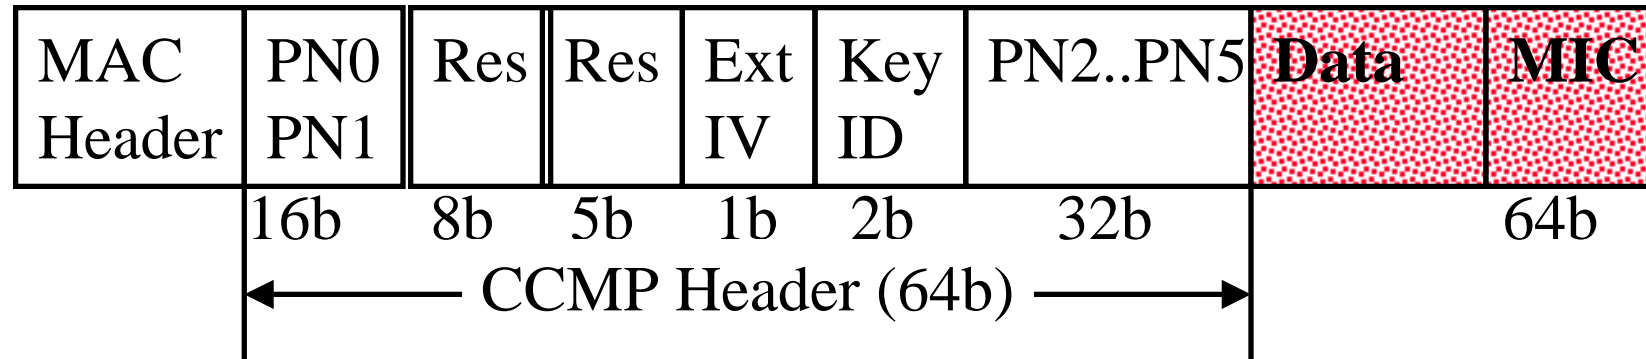 MAC Header PN0 PN1 Res Res Ext IV Key ID PN2..PN5 Data MIC
16b 8b 5b 1b 2b 32b 64b
CCMP Header (64b)